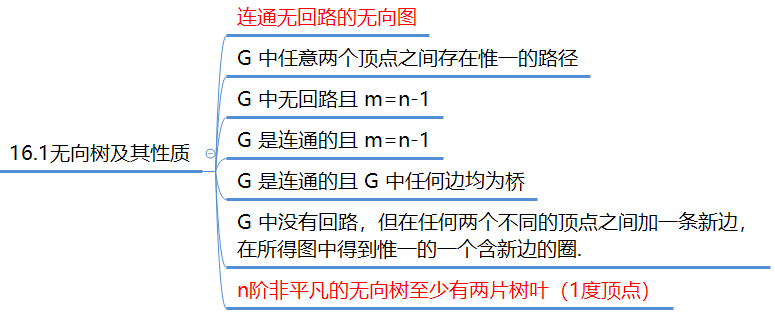 连通无回路的无向图
G 中任意两个顶点之间存在惟一的路径
G 中无回路且 m=n-1
16.1无向树及其性质
G 是连通的且 m=n-1
G 是连通的且 G 中任何边均为桥
G 中没有回路，但在任何两个不同的顶点之间加一条新边，
在所得图中得到惟一的一个含新边的圈.
n阶非平凡的无向树至少有两片树叶（1度顶点）